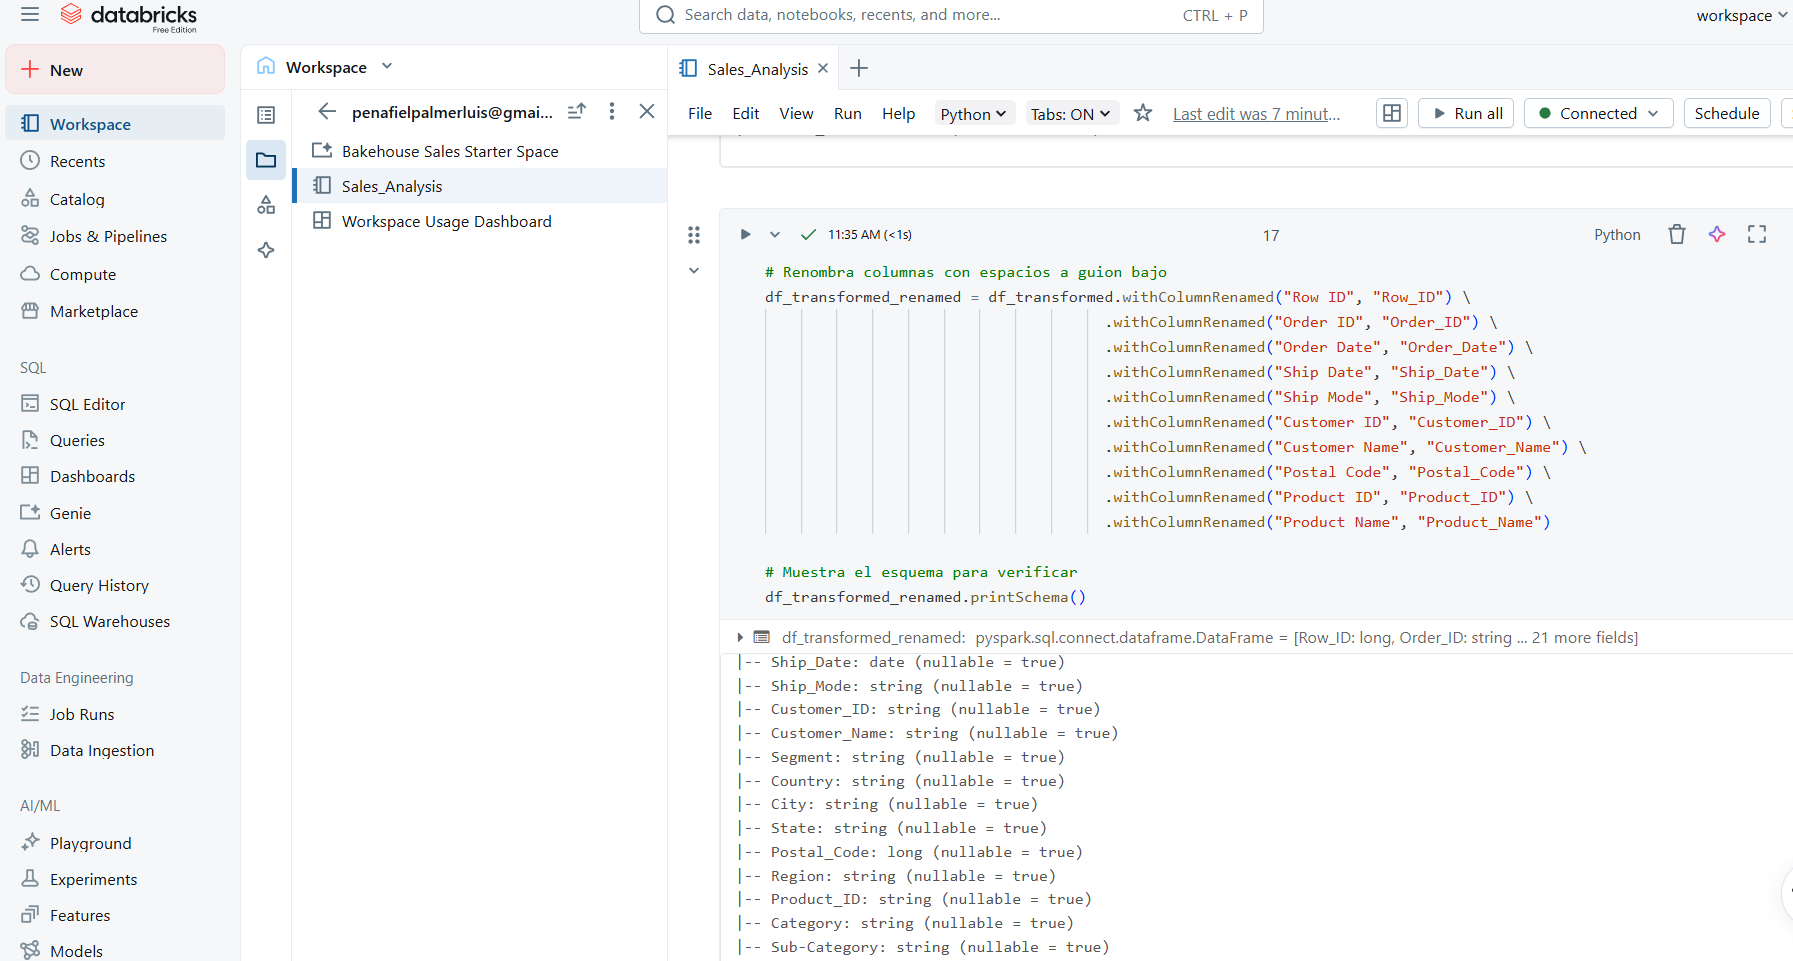 databricks
Free Edition
Search data, notebooks, recents, and more...
CTRL + P
workspace
New
Workspace
Recents
Catalog
Jobs & Pipelines
Compute
Marketplace
SQL
SQL Editor
Queries
Dashboards
Genie
Alerts
Query History
SQL Warehouses
Data Engineering
Job Runs
Data Ingestion
AI/ML
Playground
Experiments
Features
Models
Workspace
penafielpalmerluis@gmai...
Bakehouse Sales Starter Space
Sales_Analysis
Workspace Usage Dashboard
Sales_Analysis
File Edit View Run Help Python Tabs: ON Last edit was 7 minut... Run all Connected Schedule
11:35 AM (<1s)
17
Python
# Renombra columnas con espacios a guion bajo
df_transformed_renamed = df_transformed.withColumnRenamed("Row ID", "Row_ID") \
.withColumnRenamed("Order ID", "Order_ID") \
.withColumnRenamed("Order Date", "Order_Date") \
.withColumnRenamed("Ship Date", "Ship_Date") \
.withColumnRenamed("Ship Mode", "Ship_Mode") \
.withColumnRenamed("Customer ID", "Customer_ID") \
.withColumnRenamed("Customer Name", "Customer_Name") \
.withColumnRenamed("Postal Code", "Postal_Code") \
.withColumnRenamed("Product ID", "Product_ID") \
.withColumnRenamed("Product Name", "Product_Name")
# Muestra el esquema para verificar
df_transformed_renamed.printSchema()
df_transformed_renamed: pyspark.sql.connect.dataframe.DataFrame = [Row_ID: long, Order_ID: string ... 21 more fields]
|-- Ship_Date: date (nullable = true)
|-- Ship_Mode: string (nullable = true)
|-- Customer_ID: string (nullable = true)
|-- Customer_Name: string (nullable = true)
|-- Segment: string (nullable = true)
|-- Country: string (nullable = true)
|-- City: string (nullable = true)
|-- State: string (nullable = true)
|-- Postal_Code: long (nullable = true)
|-- Region: string (nullable = true)
|-- Product_ID: string (nullable = true)
|-- Category: string (nullable = true)
|-- Sub-Category: string (nullable = true)